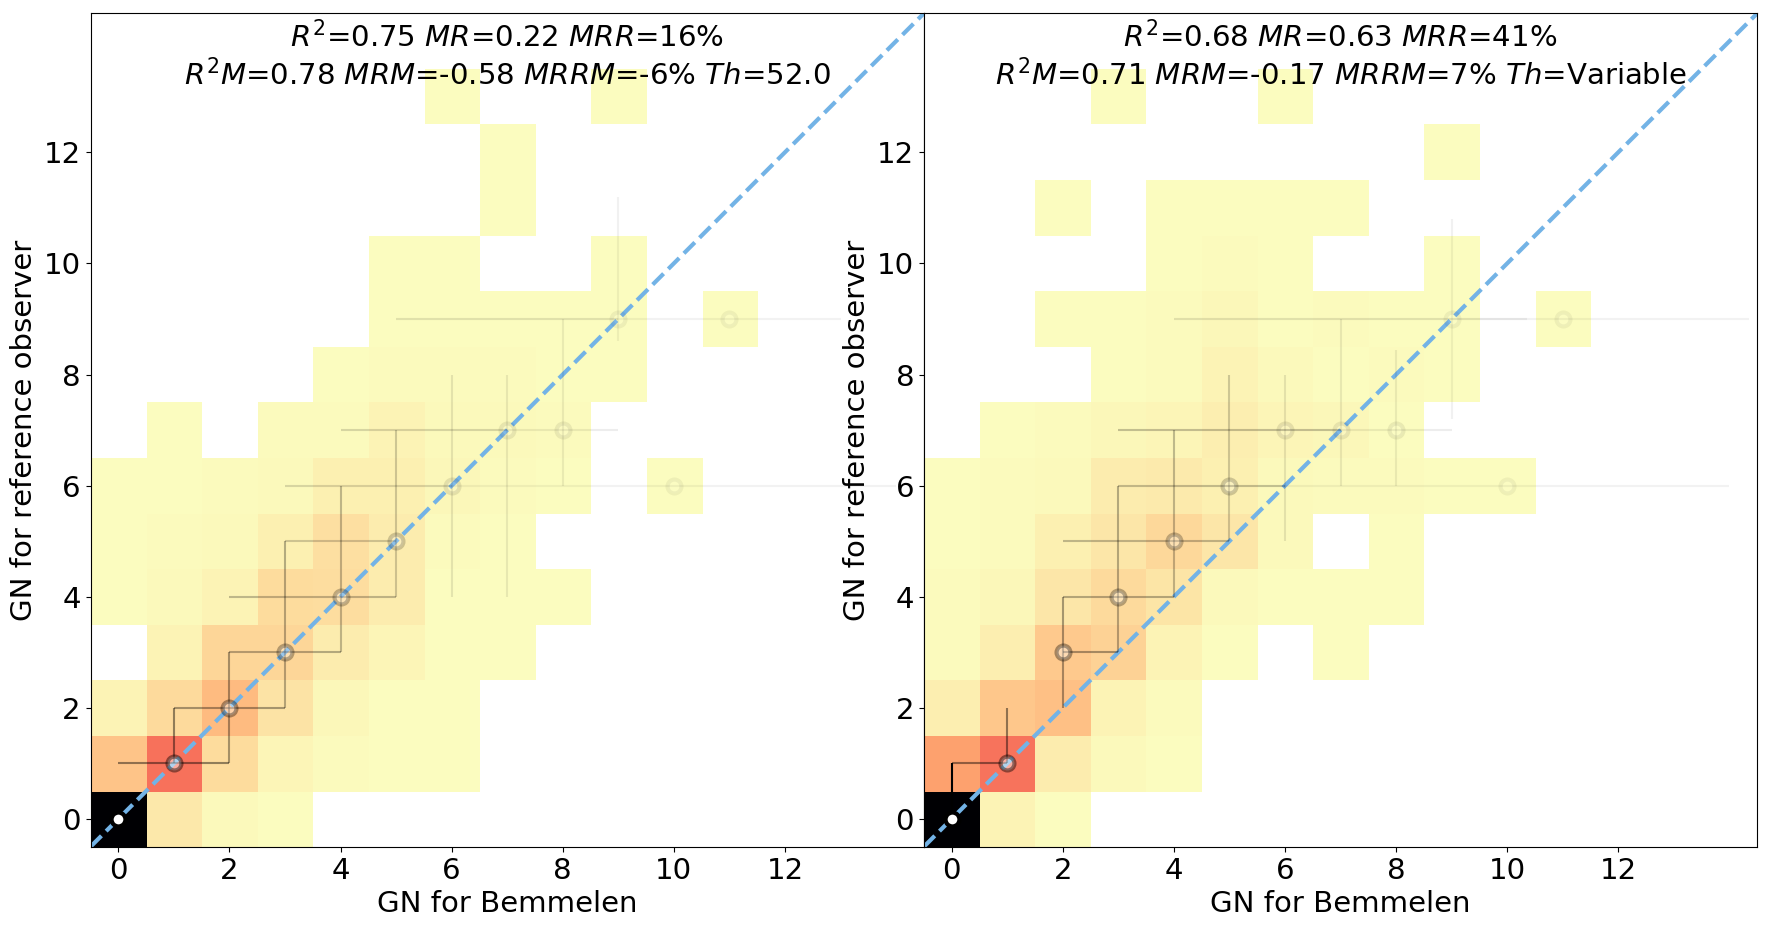 R²=0.75 MR=0.22 MRR=16%
R²M=0.78 MRM=-0.58 MRRM=-6% Th=52.0
GN for reference observer
12
10
8
6
4
2
0
0 2 4 6 8 10 12
GN for Bemmelen
R²=0.68 MR=0.63 MRR=41%
R²M=0.71 MRM=-0.17 MRRM=7% Th=Variable
GN for reference observer
12
10
8
6
4
2
0
0 2 4 6 8 10 12
GN for Bemmelen